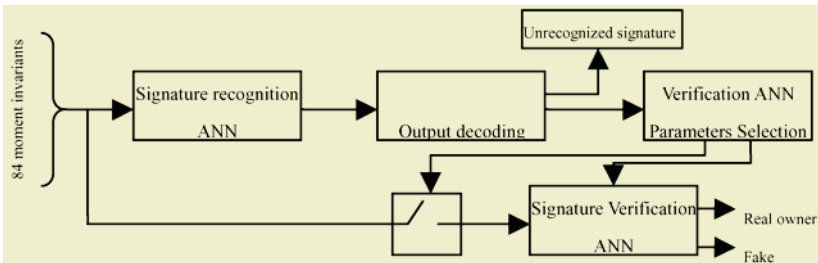 Unrecognized signature
84 moment invariants
Signature recognition
ANN
Output decoding
Verification ANN
Parameters Selection
Signature Verification
ANN
Real owner
Fake